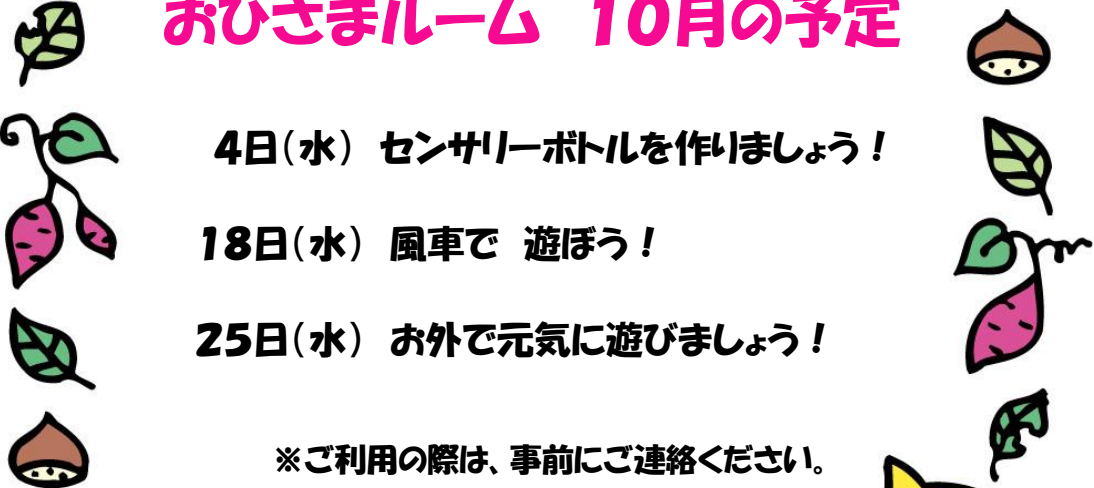 おひさまルーム　10月の予定
4日（水）　センサリーボトルを作りましょう！
18日（水）　風車で　遊ぼう！
25日（水）　お外で元気に遊びましょう！
※ご利用の際は、事前にご連絡ください。